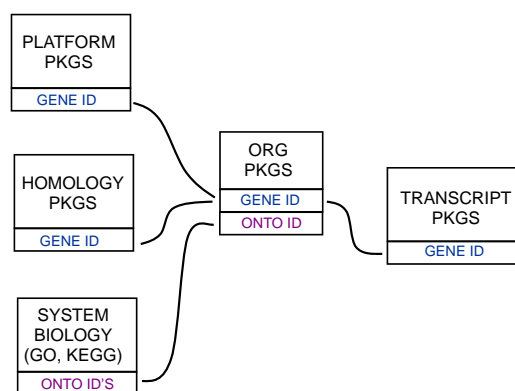 PLATFORM
PKGS
GENE ID
HOMOLOGY
PKGS
GENE ID
SYSTEM
BIOLOGY
(GO, KEGG)
ONTO ID'S
ORG
PKGS
GENE ID
ONTO ID
TRANSCRIPT
PKGS
GENE ID